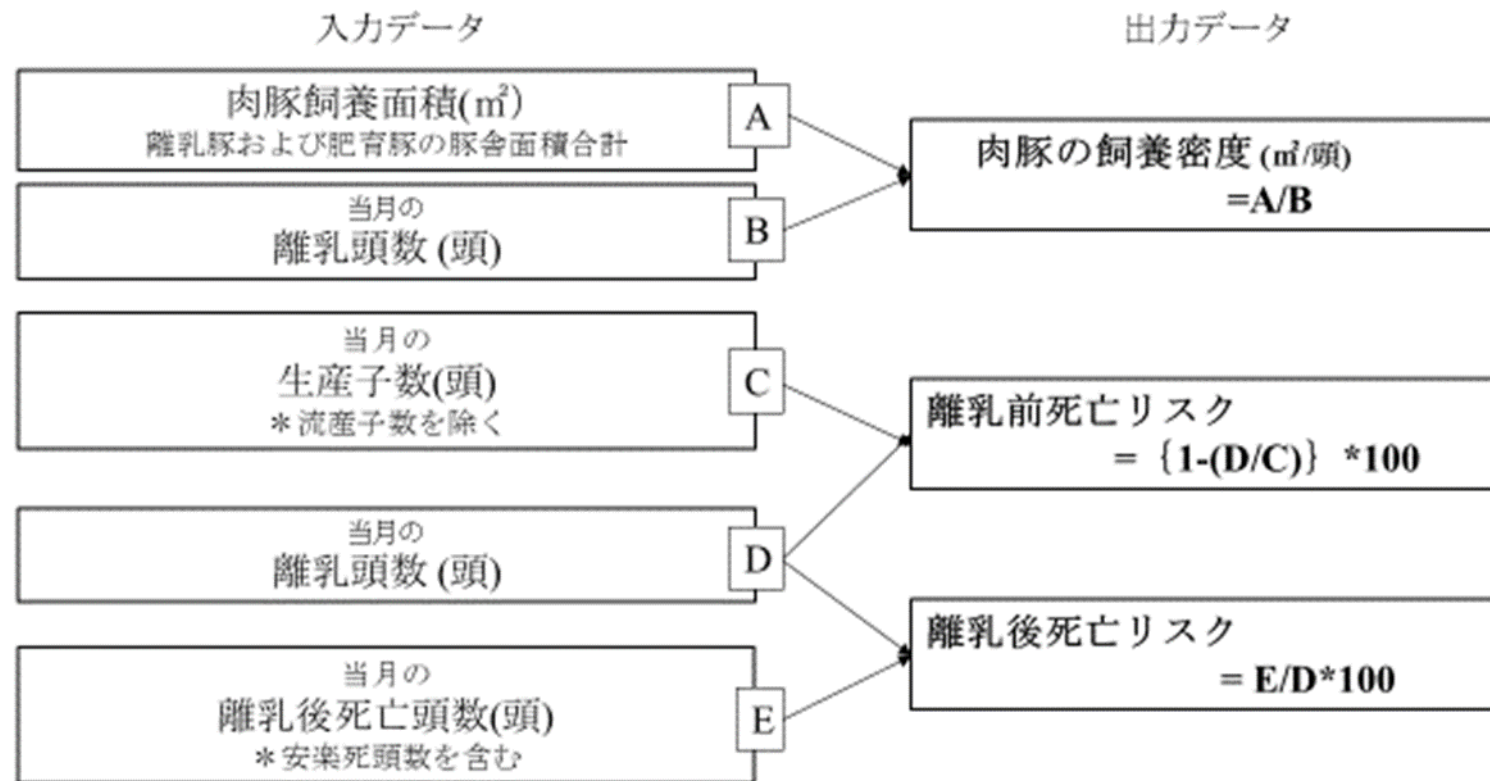 入力データ
出力データ
肉豚飼養面積(㎡)
離乳豚および肥育豚の豚舎面積合計
A
当月の
離乳頭数 (頭)
B
肉豚の飼養密度 (㎡/頭)
=A/B
当月の
生産子数(頭)
＊流産子数を除く
C
離乳前死亡リスク
= {1-(D/C)} *100
当月の
離乳頭数 (頭)
D
当月の
離乳後死亡頭数(頭)
＊安楽死頭数を含む
E
離乳後死亡リスク
= E/D*100